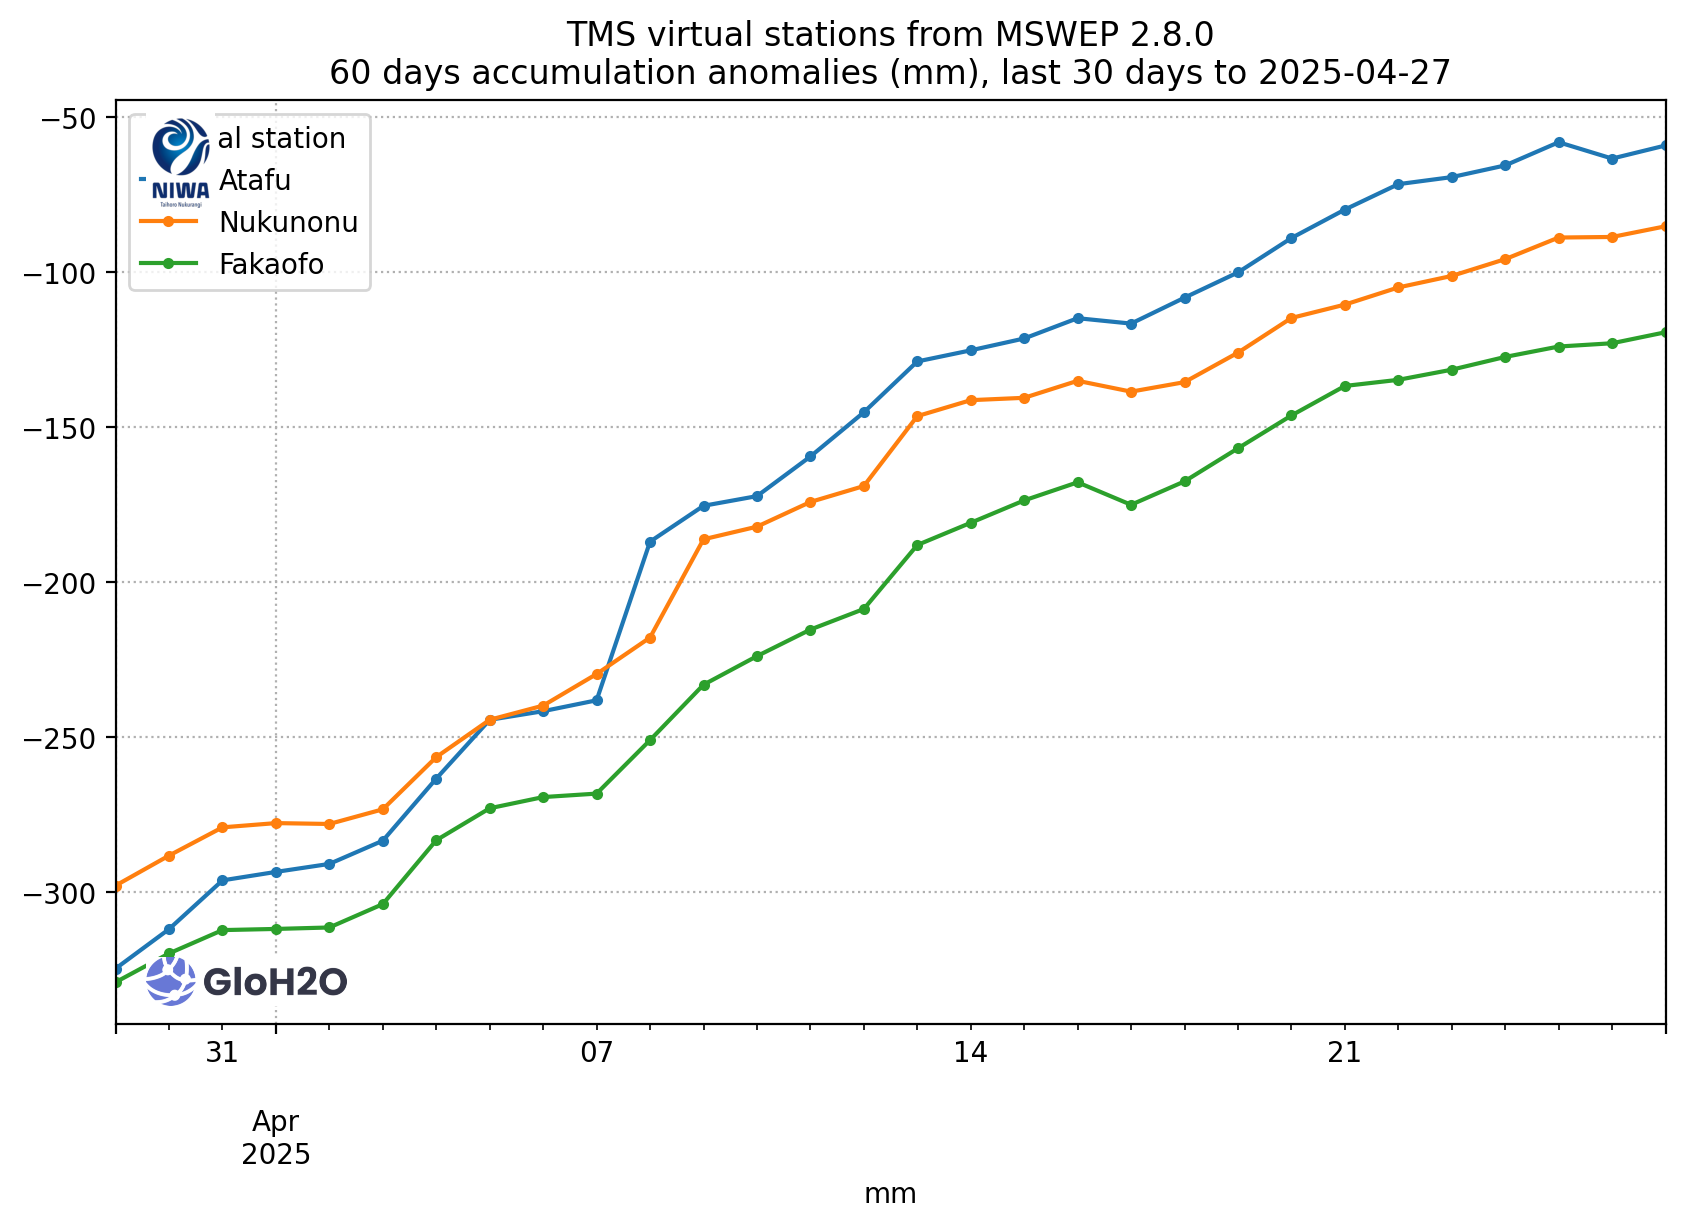 TMS virtual stations from MSWEP 2.8.0
60 days accumulation anomalies (mm), last 30 days to 2025-04-27
−50
−100
−150
−200
−250
−300
al station
Atafu
Nukunonu
Fakaofo
NIWA
Taihoro Nukurangi
GloH2O
31
07
14
21
Apr
2025
mm